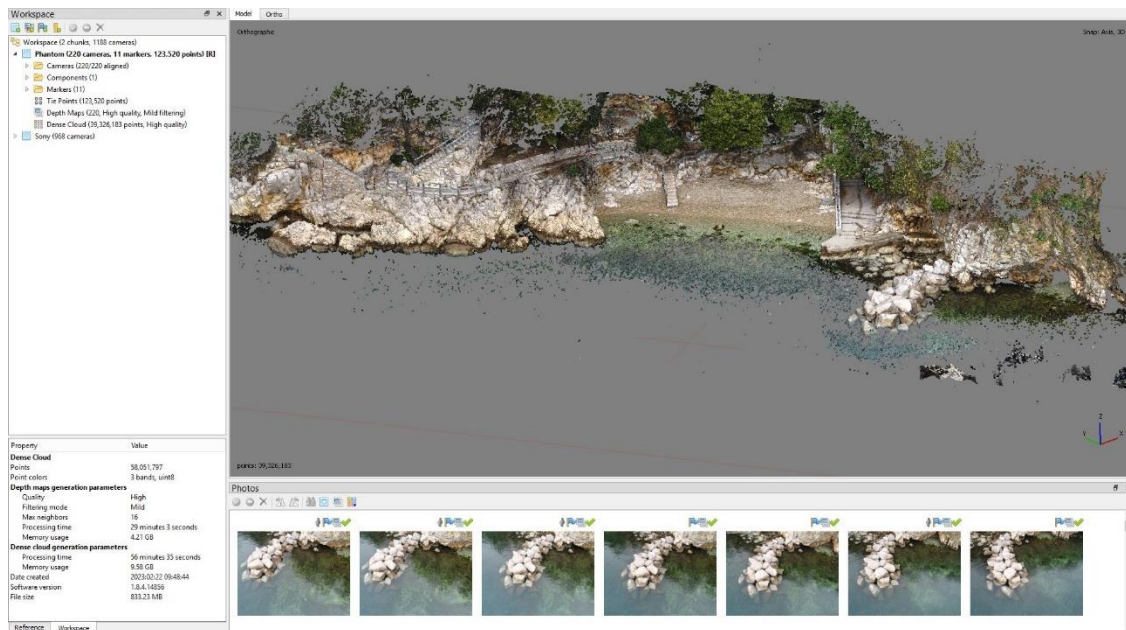 Workspace
Workspace (2 chunks, 1188 cameras)
Phantom (220 cameras, 11 markers, 123,520 points) [R]
Cameras (220/220 aligned)
Components (1)
Markers (11)
Tie Points (123,520 points)
Depth Maps (220, High quality, Mild filtering)
Dense Cloud (39,326,183 points, High quality)
Sony (968 cameras)
Property Value
Dense Cloud
Points 58,051,797
Point colors 3 bands, uint8
Depth maps generation parameters
Quality High
Filtering mode Mild
Max neighbors 16
Processing time 29 minutes 3 seconds
Memory usage 4.21 GB
Dense cloud generation parameters
Processing time 56 minutes 35 seconds
Memory usage 9.58 GB
Date created 2023:02:22 09:48:44
Software version 1.8.4.14856
File size 833.23 MB
Reference Workspace
Model Ortho
Orthographic
Snap: Axis, 3D
Z
Y
X
points: 39,326,183
Photos